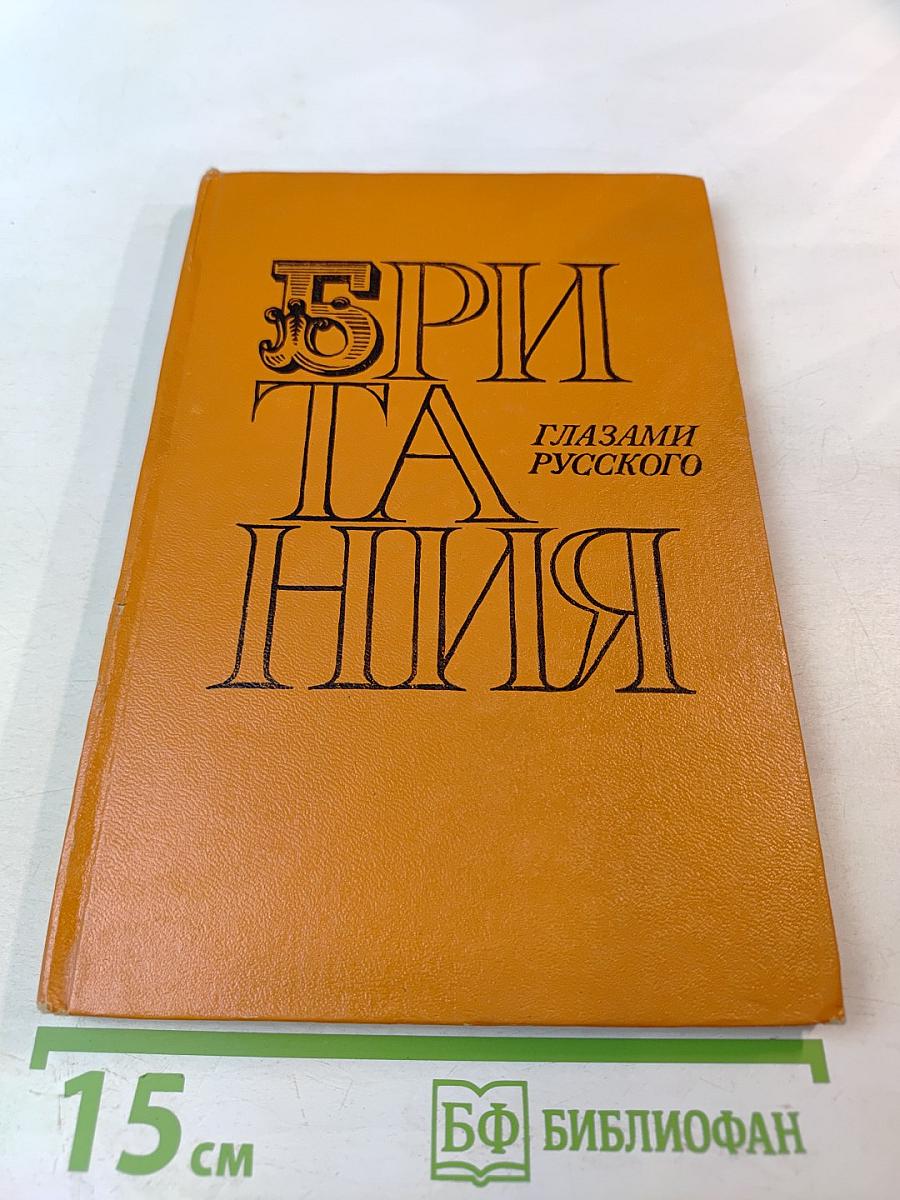 БРИ
ТА
НИЯ
ГЛАЗАМИ
РУССКОГО
15 см
БФ БИБЛИОФАН